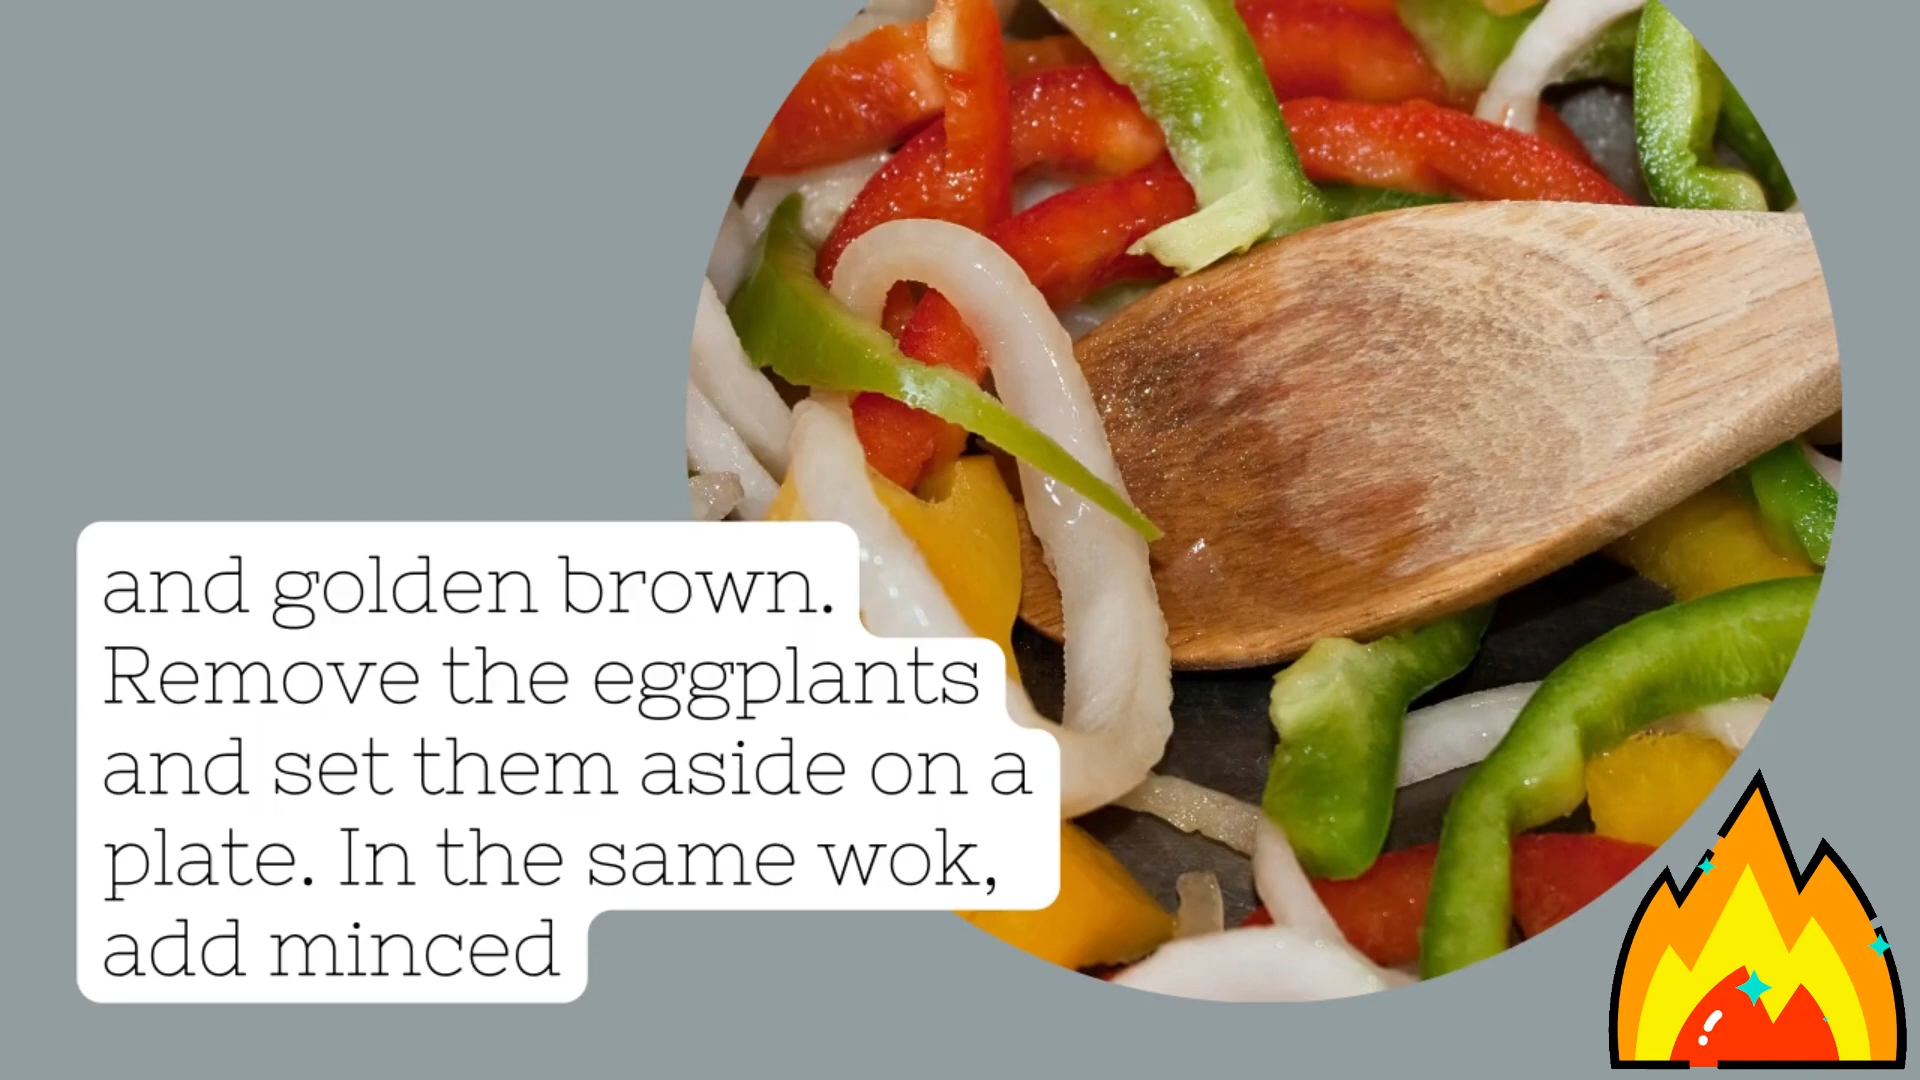 and golden brown.
Remove the eggplants
and set them aside on a
plate. In the same wok,
add minced